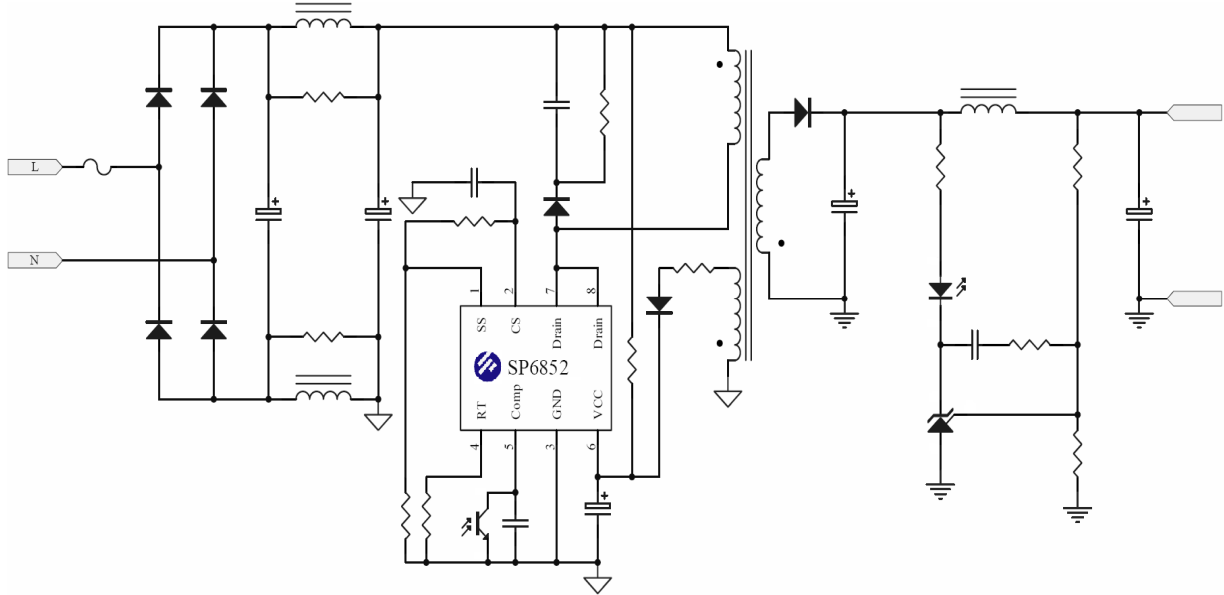 L
N
1
2
7
8
SS
CS
Drain
Drain
SP6852
RT
Comp
GND
VCC
4
5
3
6
+
+
+
+
+